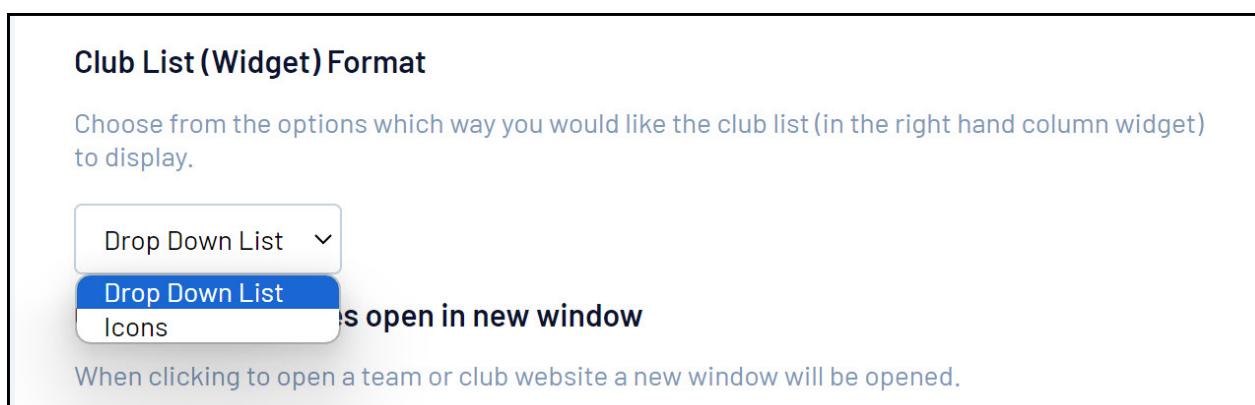 Club List (Widget) Format
Choose from the options which way you would like the club list (in the right hand column widget)
to display.
Drop Down List
Drop Down List
Icons
open in new window
When clicking to open a team or club website a new window will be opened.